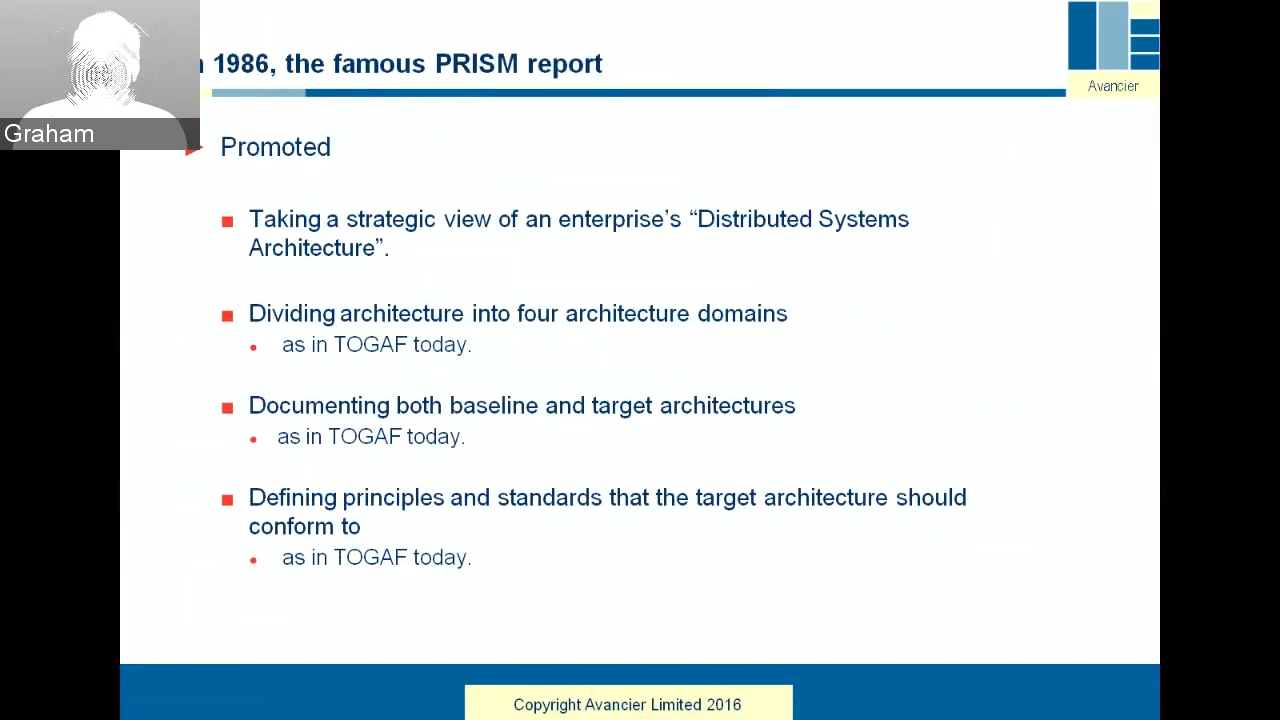 n 1986, the famous PRISM report
Avancier
Graham
Promoted
Taking a strategic view of an enterprise’s “Distributed Systems
Architecture”.
Dividing architecture into four architecture domains
as in TOGAF today.
Documenting both baseline and target architectures
as in TOGAF today.
Defining principles and standards that the target architecture should
conform to
as in TOGAF today.
Copyright Avancier Limited 2016